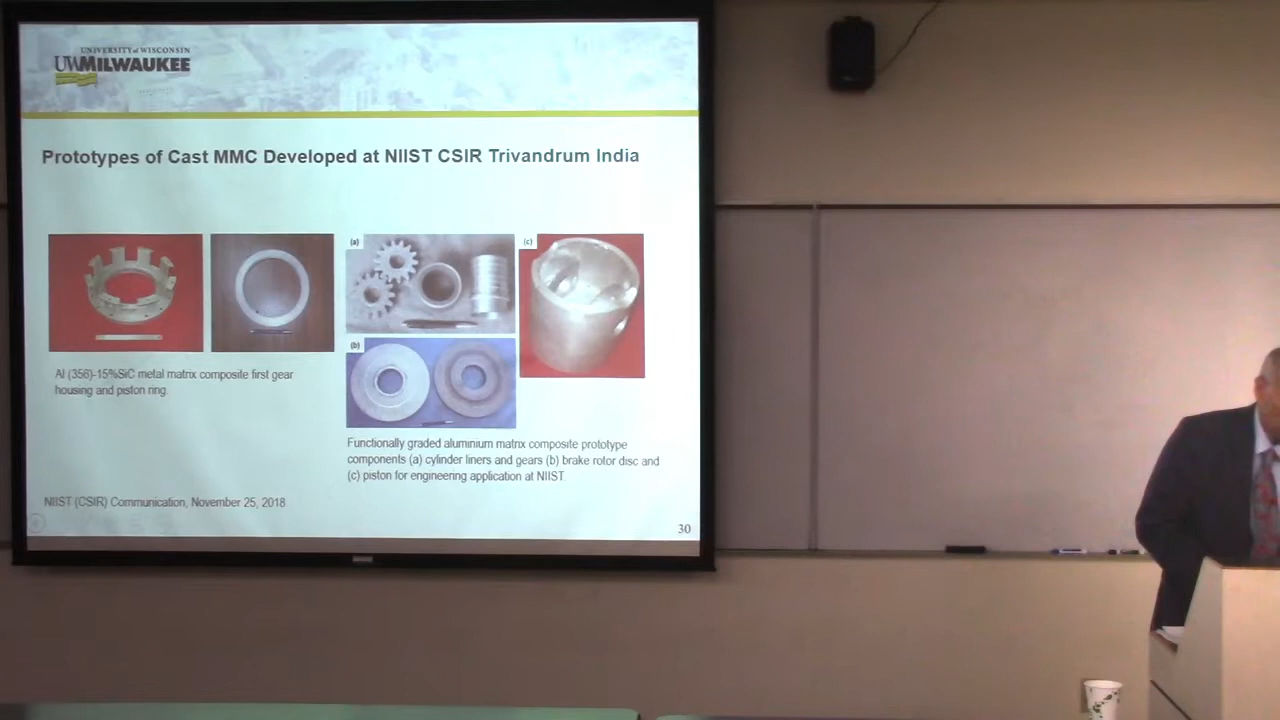 UNIVERSITY of WISCONSIN
UWMILWAUKEE
Prototypes of Cast MMC Developed at NIIST CSIR Trivandrum India
(a)
(c)
(b)
Al (356)-15%SiC metal matrix composite first gear
housing and piston ring.
Functionally graded aluminium matrix composite prototype
components (a) cylinder liners and gears (b) brake rotor disc and
(c) piston for engineering application at NIIST
NIIST (CSIR) Communication, November 25, 2018
30